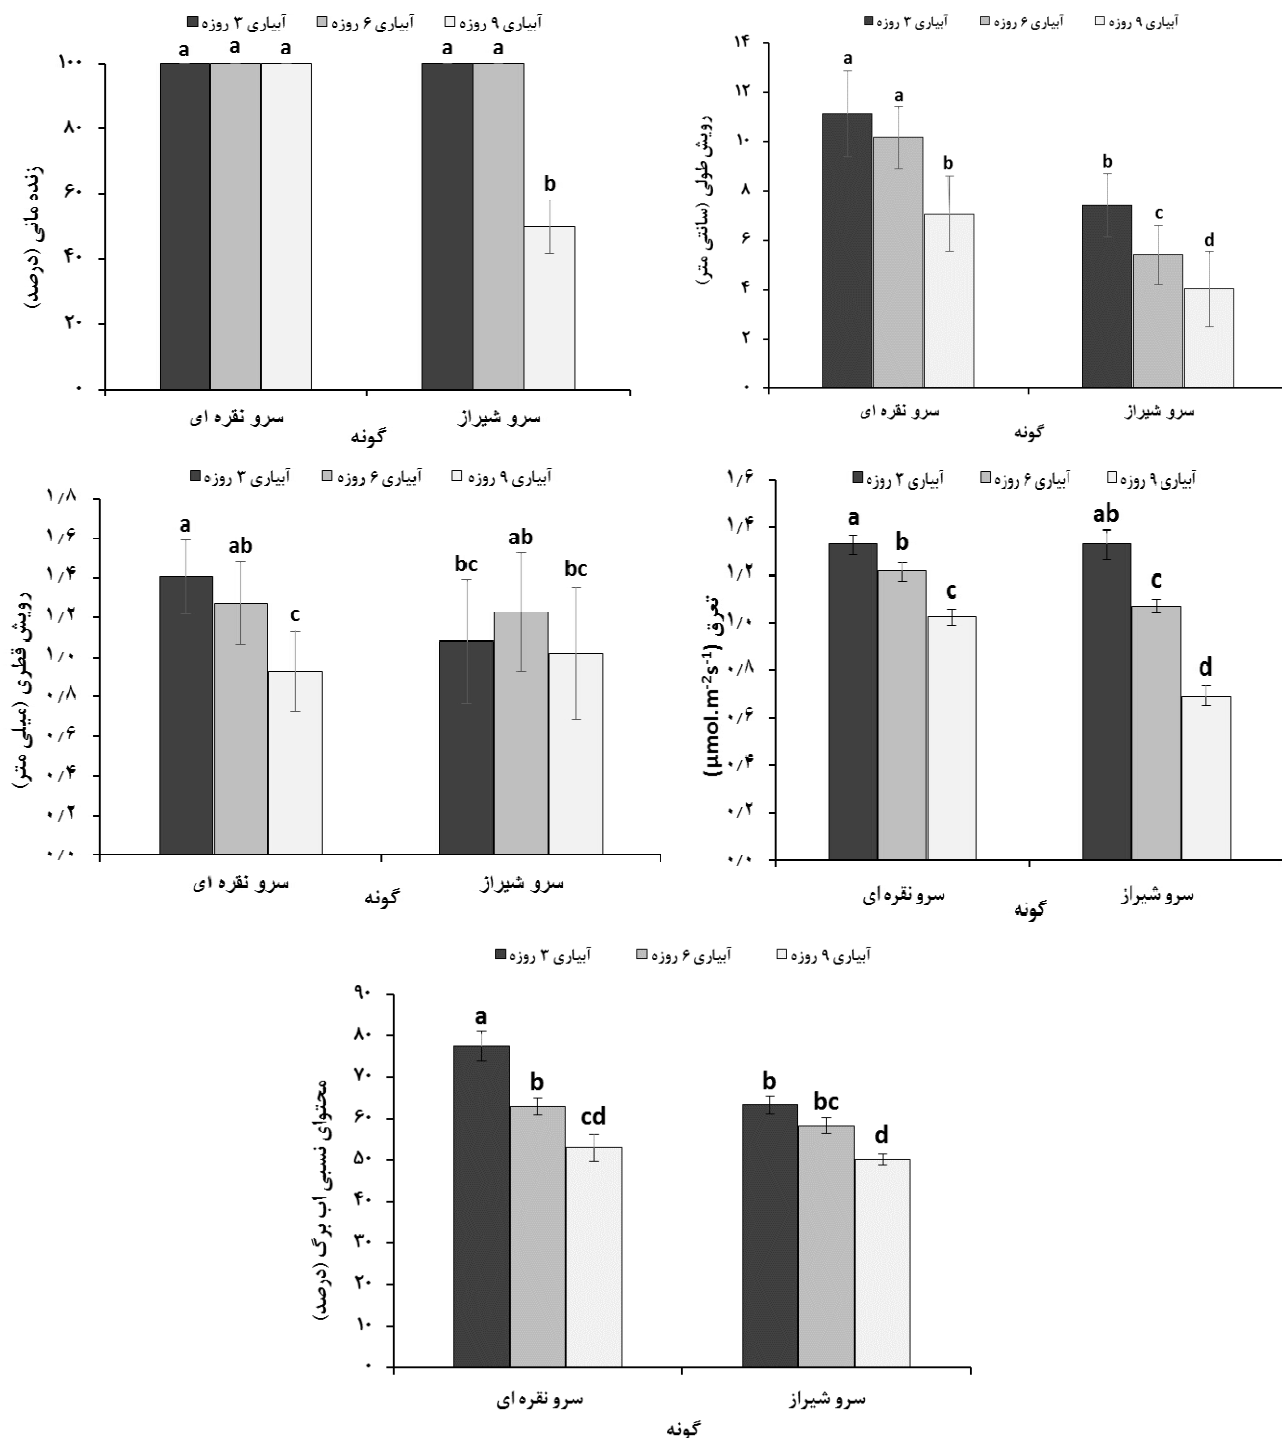 آبیاری ۳ روزه آبیاری ۶ روزه آبیاری ۹ روزه
زنده مانی (درصد)
۱۰۰
۸۰
۶۰
۴۰
۲۰
۰
a a a a a b
سرو نقره ای سرو شیراز
گونه
آبیاری ۳ روزه آبیاری ۶ روزه آبیاری ۹ روزه
رویش طولی (سانتی متر)
۱۴
۱۲
۱۰
۸
۶
۴
۲
۰
a a b b c d
سرو نقره ای سرو شیراز
گونه
آبیاری ۳ روزه آبیاری ۶ روزه آبیاری ۹ روزه
رویش قطری (میلی متر)
۱/۸
۱/۶
۱/۴
۱/۲
۱/۰
۰/۸
۰/۶
۰/۴
۰/۲
۰/۰
a ab c bc ab bc
سرو نقره ای سرو شیراز
گونه
آبیاری ۳ روزه آبیاری ۶ روزه آبیاری ۹ روزه
تعرق (µmol.m⁻²s⁻¹)
۱/۶
۱/۴
۱/۲
۱/۰
۰/۸
۰/۶
۰/۴
۰/۲
۰/۰
a b c ab c d
سرو نقره ای سرو شیراز
گونه
آبیاری ۳ روزه آبیاری ۶ روزه آبیاری ۹ روزه
محتوای نسبی اب برگ (درصد)
۹۰
۸۰
۷۰
۶۰
۵۰
۴۰
۳۰
۲۰
۱۰
۰
a b cd b bc d
سرو نقره ای سرو شیراز
گونه